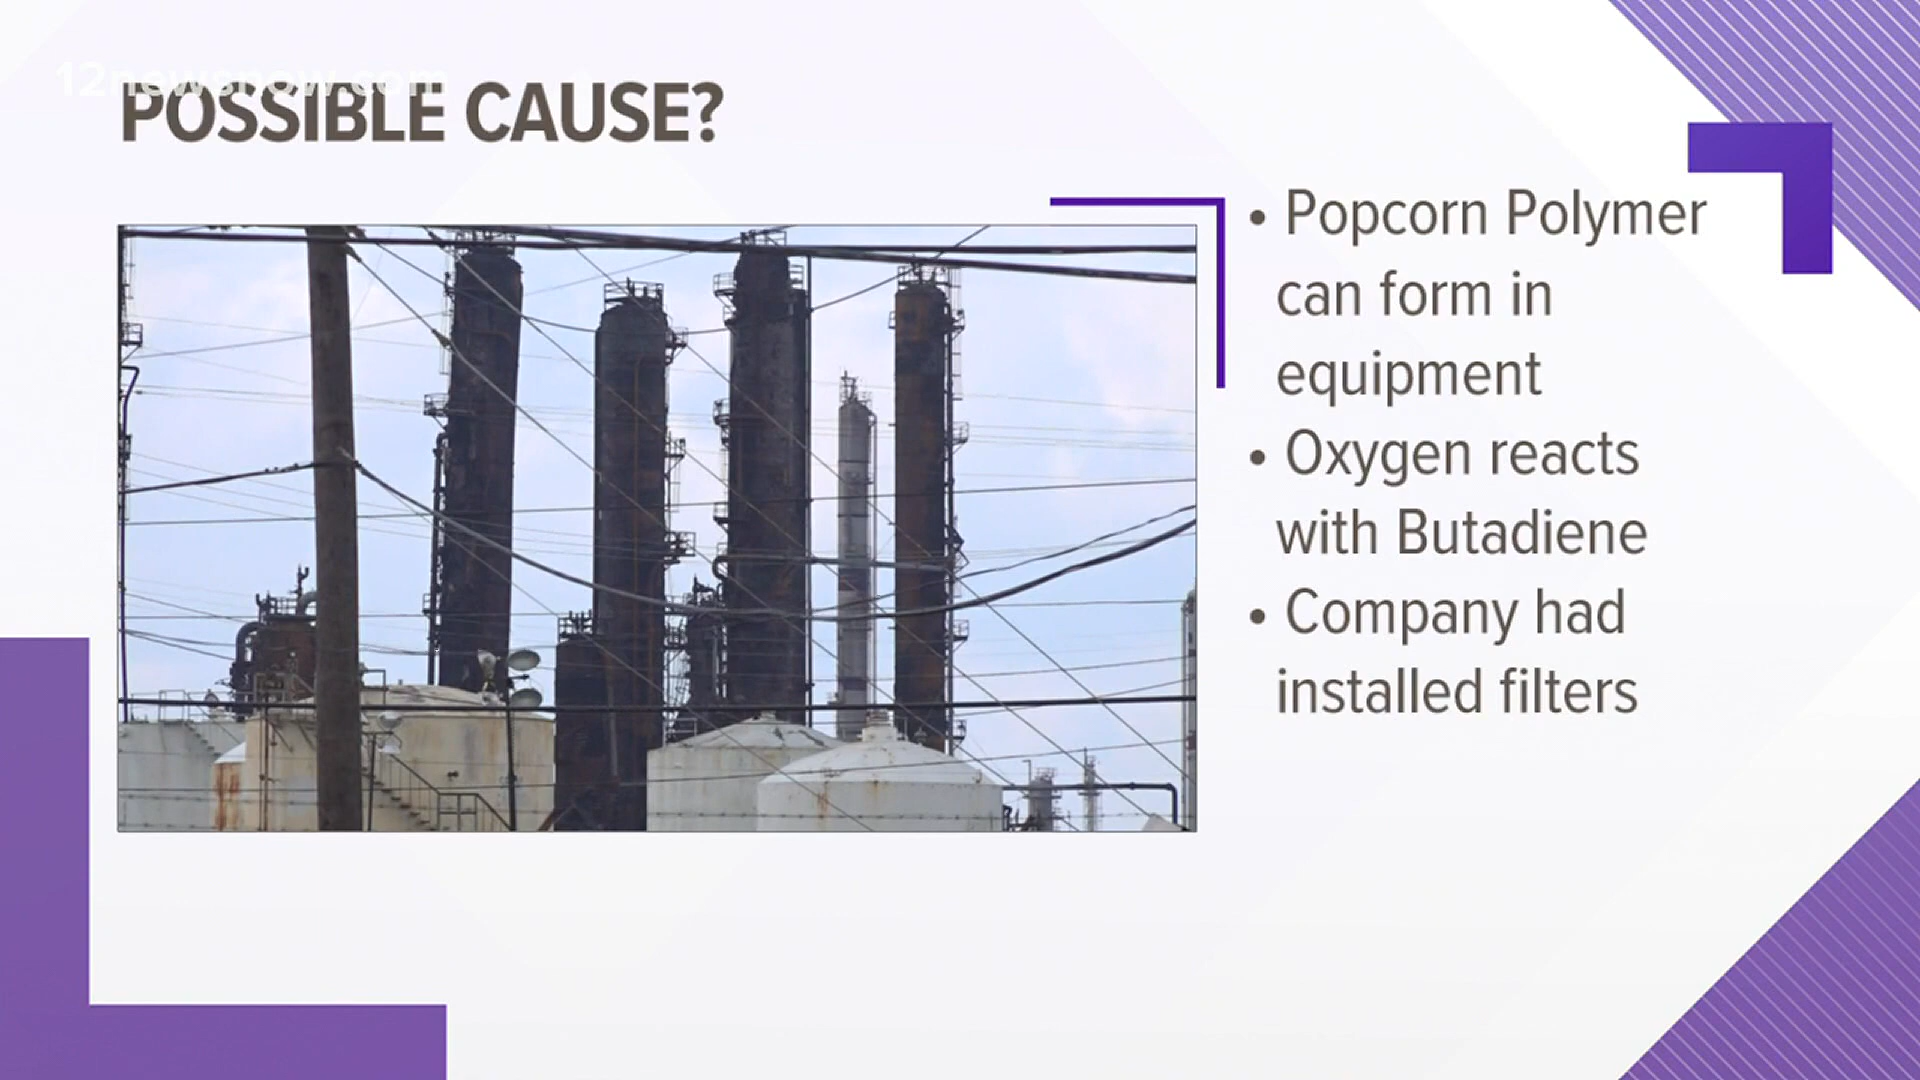 12newsnow.com
POSSIBLE CAUSE?
• Popcorn Polymer
can form in
equipment
• Oxygen reacts
with Butadiene
• Company had
installed filters